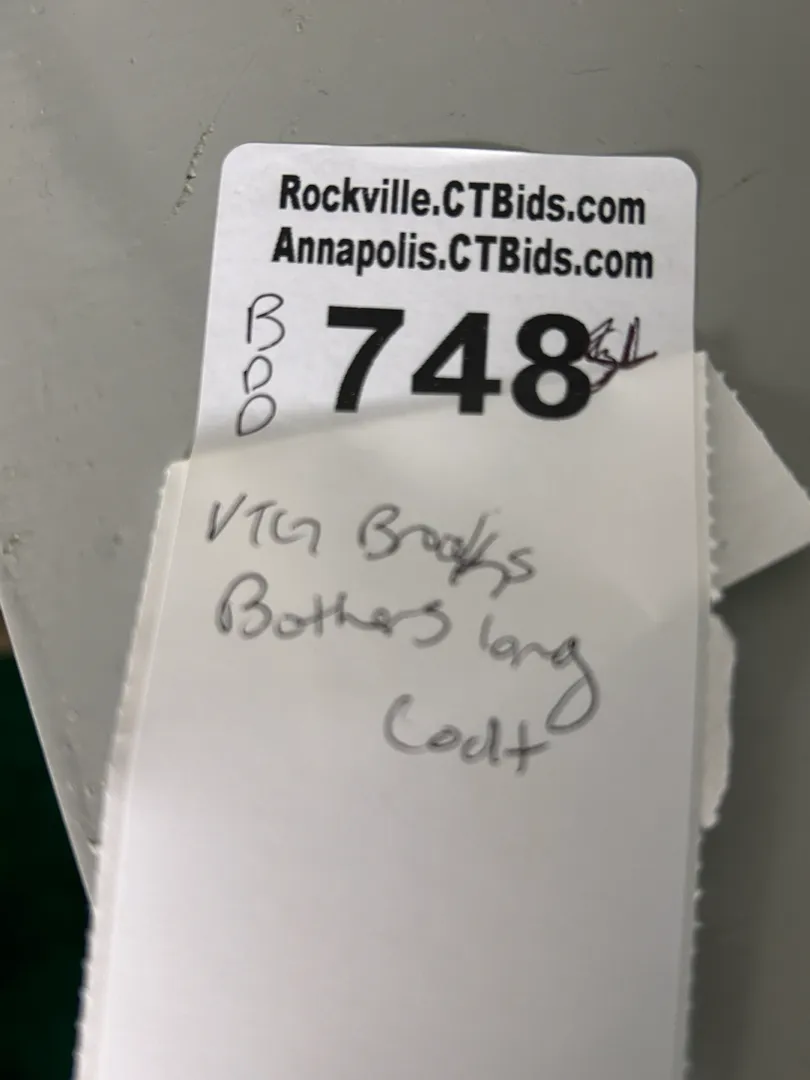 Rockville.CTBids.com
Annapolis.CTBids.com
B
D
O
748
VTG Brooks
Bothers long
Coat